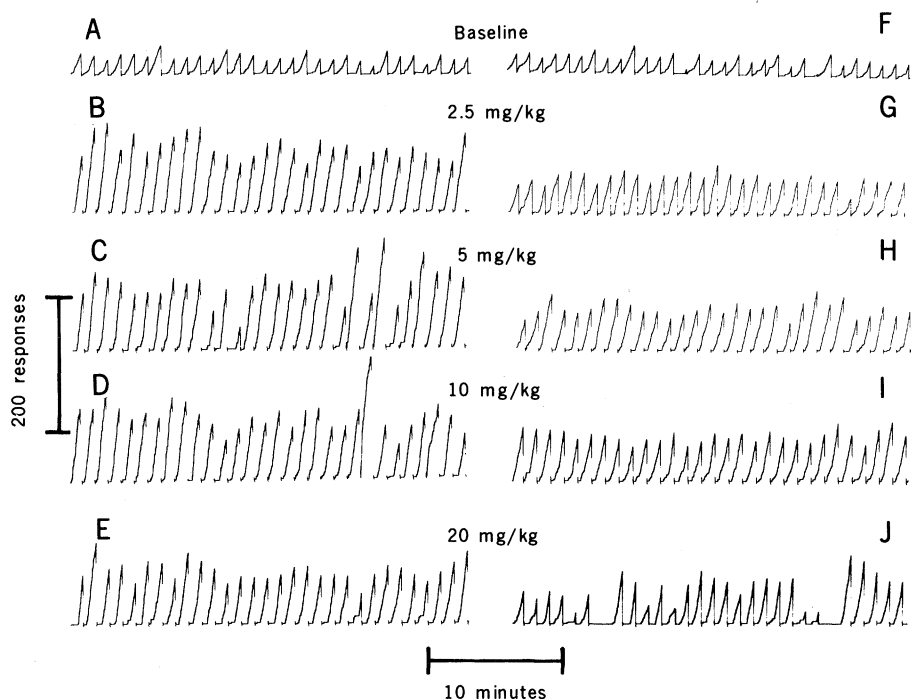 A
Baseline
F
B
2.5 mg/kg
G
C
5 mg/kg
H
200 responses
D
10 mg/kg
I
E
20 mg/kg
J
10 minutes